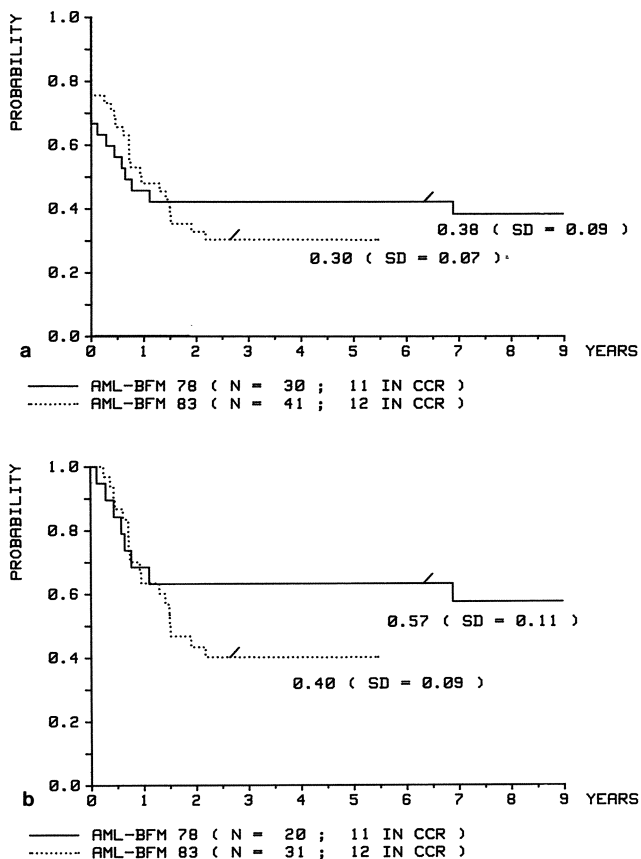 PROBABILITY
1.0
0.8
0.6
0.4
0.2
0.0
0.38 ( SD = 0.09 )
0.30 ( SD = 0.07 )
0 1 2 3 4 5 6 7 8 9 YEARS
a
AML-BFM 78 ( N = 30 ; 11 IN CCR )
AML-BFM 83 ( N = 41 ; 12 IN CCR )
PROBABILITY
1.0
0.8
0.6
0.4
0.2
0.0
0.57 ( SD = 0.11 )
0.40 ( SD = 0.09 )
0 1 2 3 4 5 6 7 8 9 YEARS
b
AML-BFM 78 ( N = 20 ; 11 IN CCR )
AML-BFM 83 ( N = 31 ; 12 IN CCR )